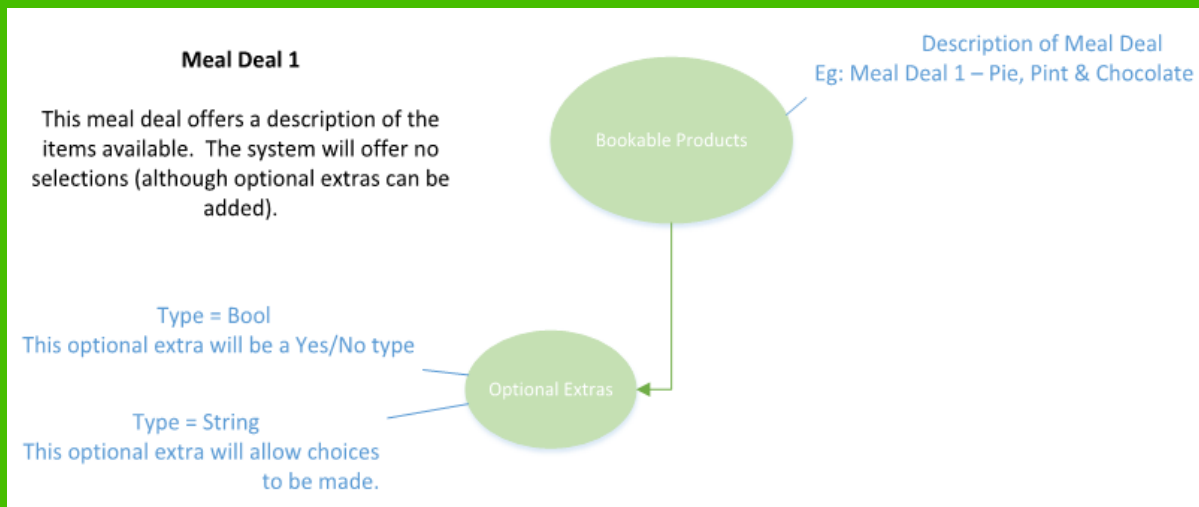 Meal Deal 1
This meal deal offers a description of the
items available.  The system will offer no
selections (although optional extras can be
added).
Description of Meal Deal
Eg: Meal Deal 1 – Pie, Pint & Chocolate
Bookable Products
Type = Bool
This optional extra will be a Yes/No type
Optional Extras
Type = String
This optional extra will allow choices
to be made.